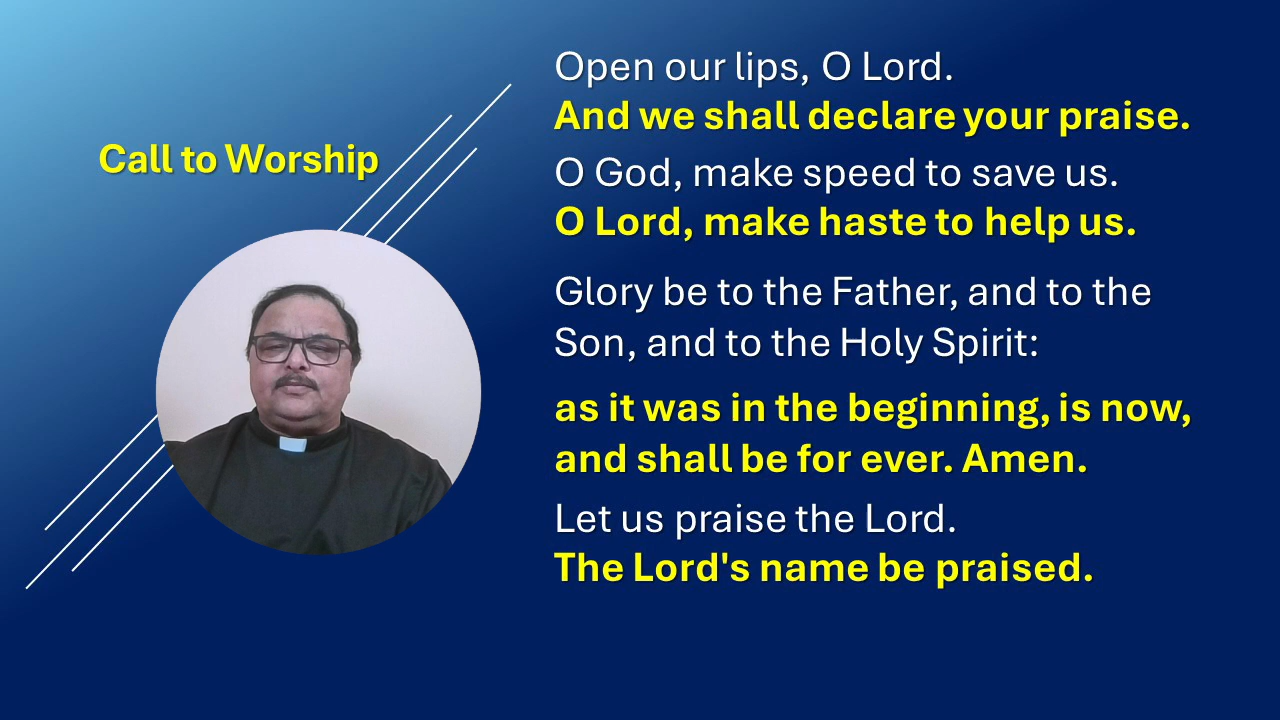 Call to Worship
Open our lips, O Lord.
And we shall declare your praise.
O God, make speed to save us.
O Lord, make haste to help us.
Glory be to the Father, and to the
Son, and to the Holy Spirit:
as it was in the beginning, is now,
and shall be for ever. Amen.
Let us praise the Lord.
The Lord's name be praised.